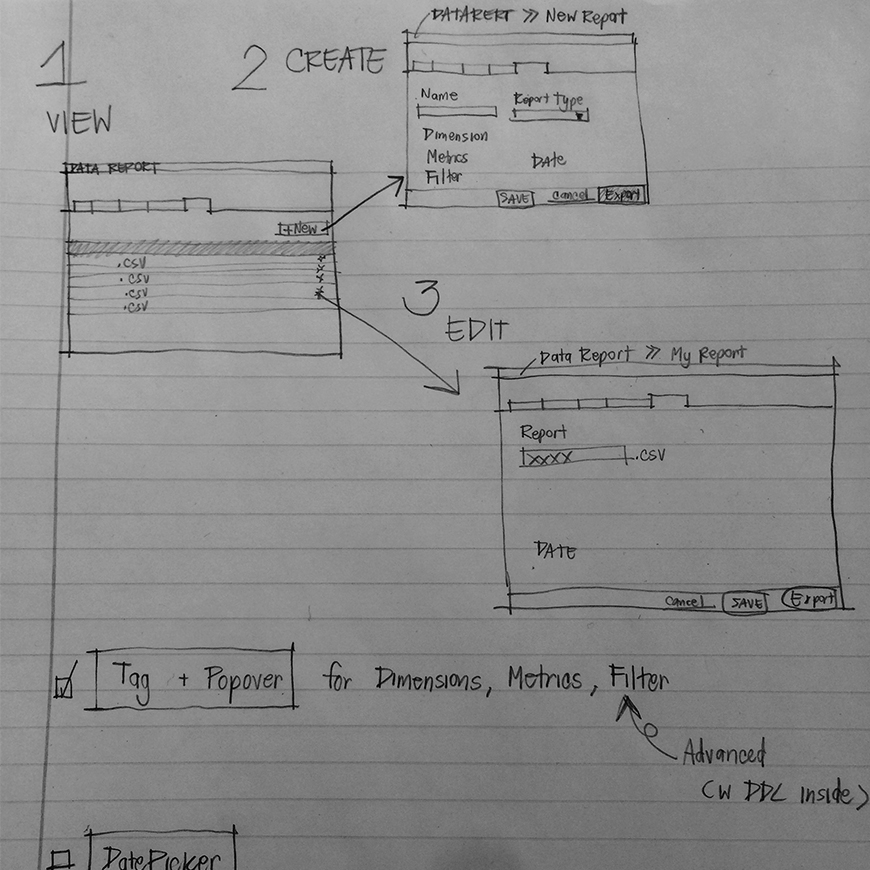 1
VIEW
DATA REPORT
+New
.CSV
.CSV
.CSV
.CSV
2 CREATE
DATARERT >> New Report
Name
Report Type
Dimension
Metrics
Filter
DATE
SAVE
Cancel
Export
3
EDIT
Data Report >> My Report
Report
XXXX .CSV
DATE
Cancel
SAVE
Export
Tag + Popover for Dimensions, Metrics, Filter
Advanced
(W DDL inside)
DatePicker